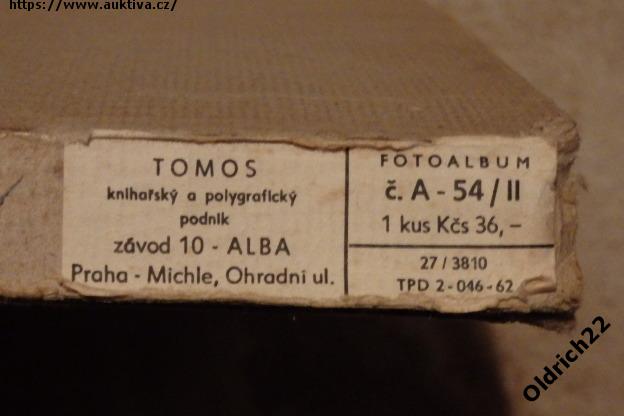 https://www.auktiva.cz/
TOMOS
knihařský a polygrafický
podnik
závod 10 - ALBA
Praha - Michle, Ohradní ul.
FOTOALBUM
č. A - 54 / II
1 kus Kčs 36,–
27 / 3810
TPD 2-046-62
Oldrich22